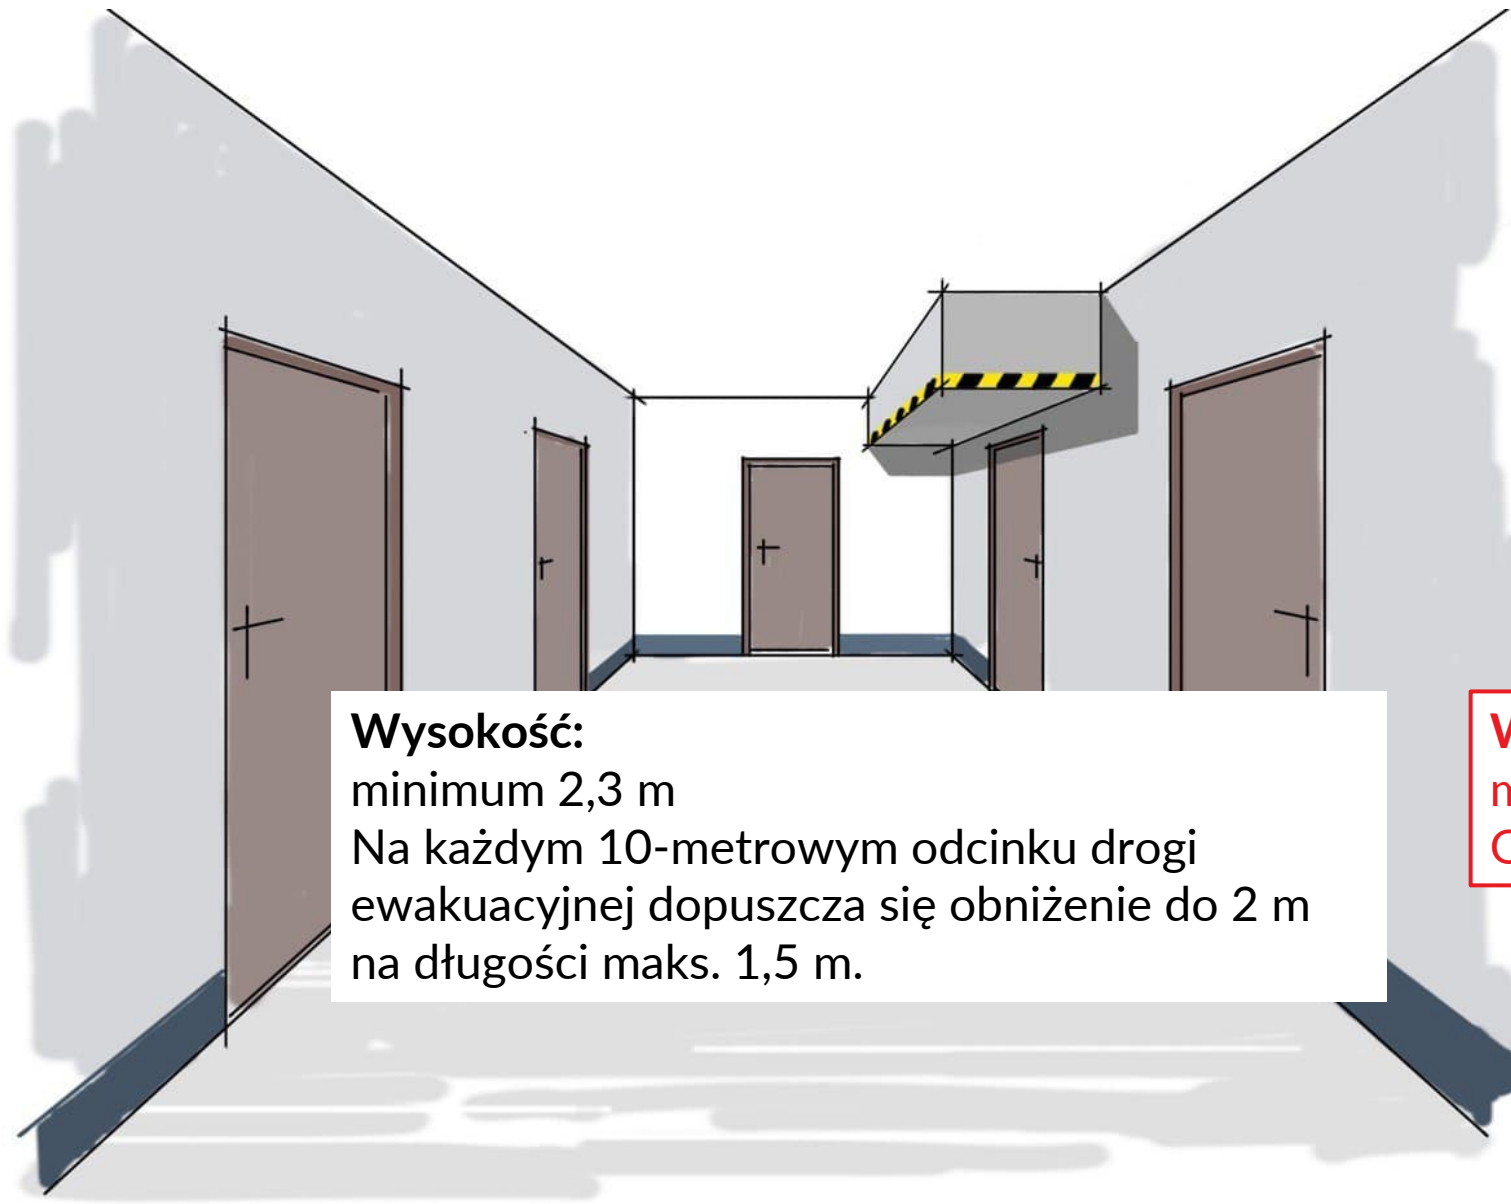 Wysokość:
minimum 2,3 m
Na każdym 10-metrowym odcinku drogi
ewakuacyjnej dopuszcza się obniżenie do 2 m
na długości maks. 1,5 m.